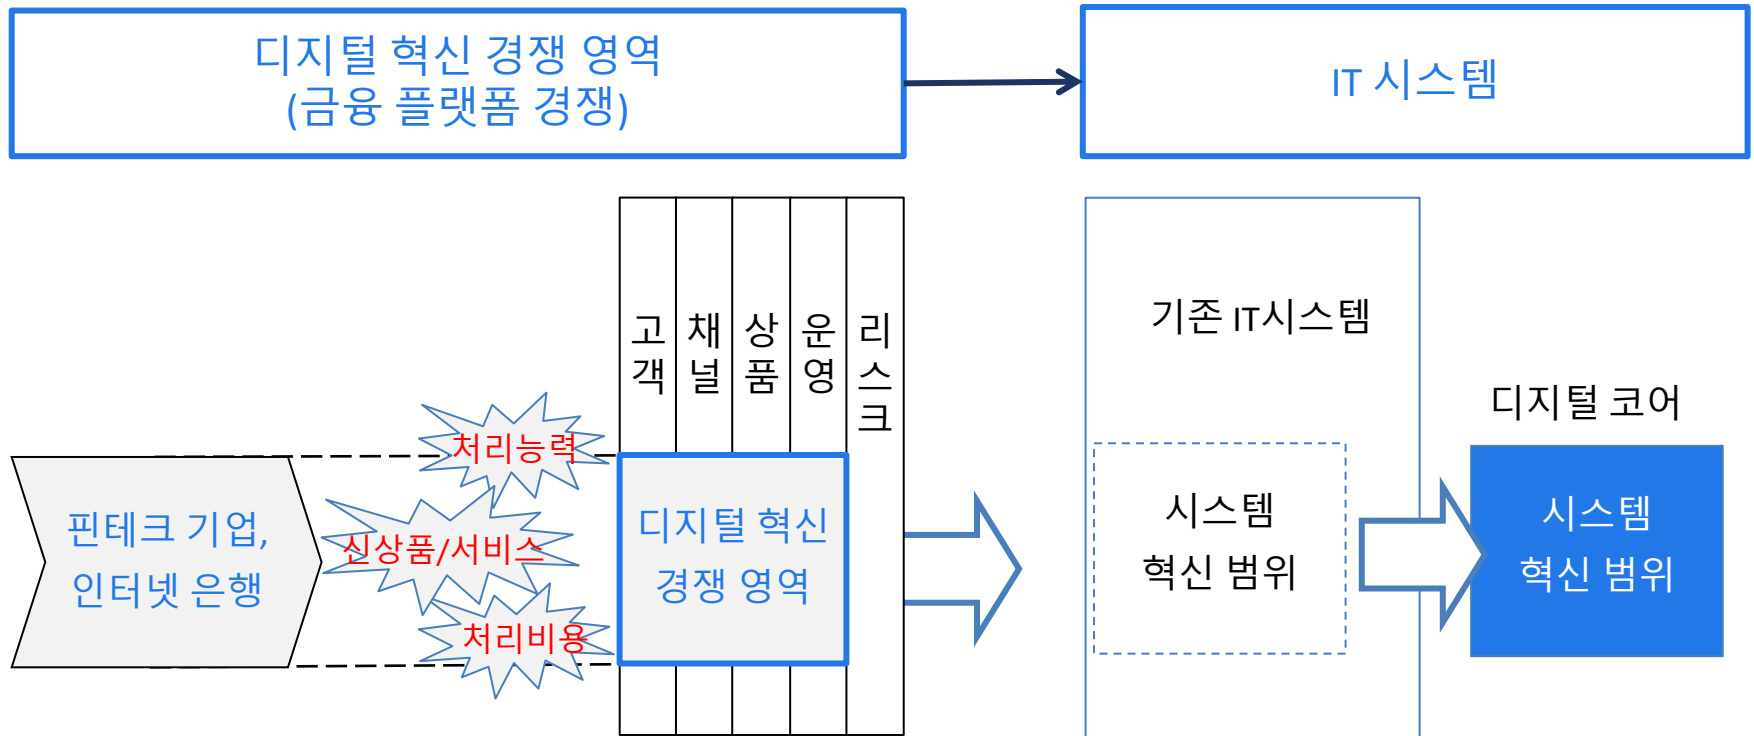 디지털 혁신 경쟁 영역
(금융 플랫폼 경쟁)
IT 시스템
고객
채널
상품
운영
리스크
기존 IT시스템
디지털 코어
처리능력
신상품/서비스
처리비용
핀테크 기업,
인터넷 은행
디지털 혁신
경쟁 영역
시스템
혁신 범위
시스템
혁신 범위